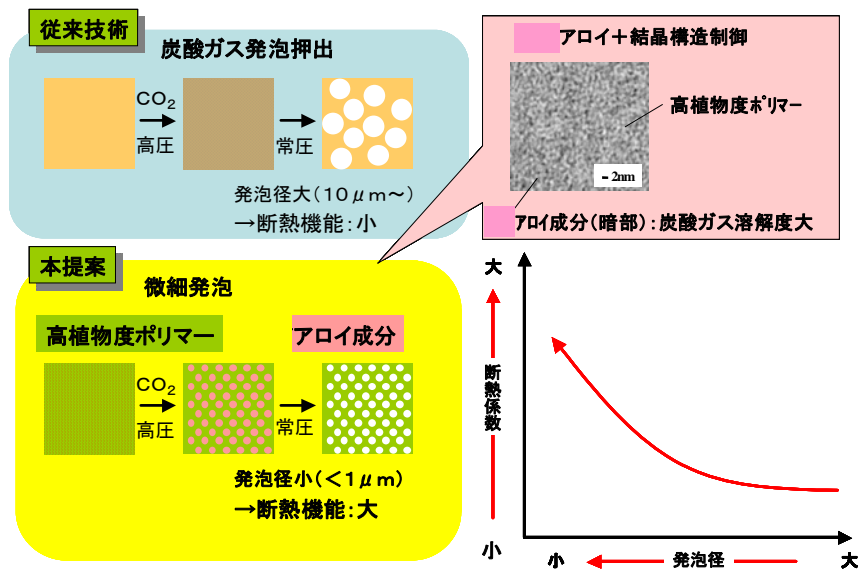 従来技術
炭酸ガス発泡押出
CO2
高圧
常圧
発泡径大(10μm~)
→断熱機能:小
アロイ+結晶構造制御
高植物度ポリマー
2nm
アロイ成分(暗部):炭酸ガス溶解度大
本提案
微細発泡
高植物度ポリマー
アロイ成分
CO2
高圧
常圧
発泡径小(<1μm)
→断熱機能:大
大
断熱係数
小
小
発泡径
大